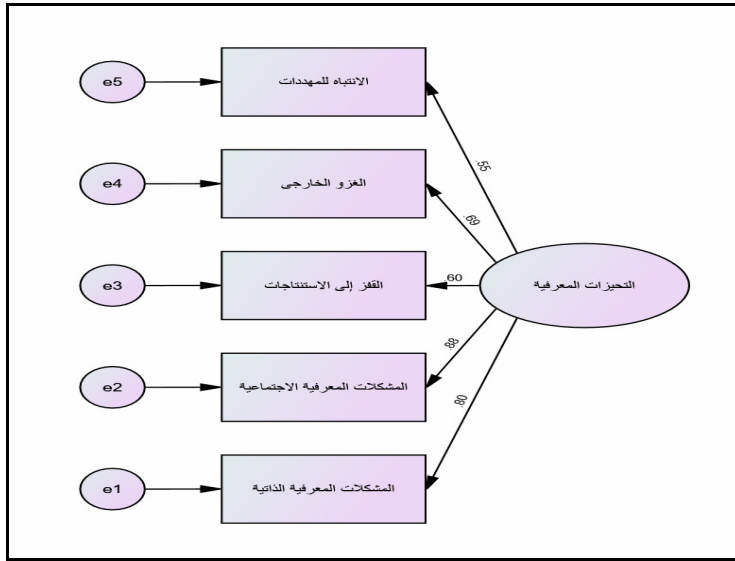 e5
الانتباه للمهددات
.55
e4
الغزو الخارجى
.69
e3
القفز إلى الاستنتاجات
.60
التحيزات المعرفية
e2
المشكلات المعرفية الاجتماعية
.88
e1
المشكلات المعرفية الذاتية
.80